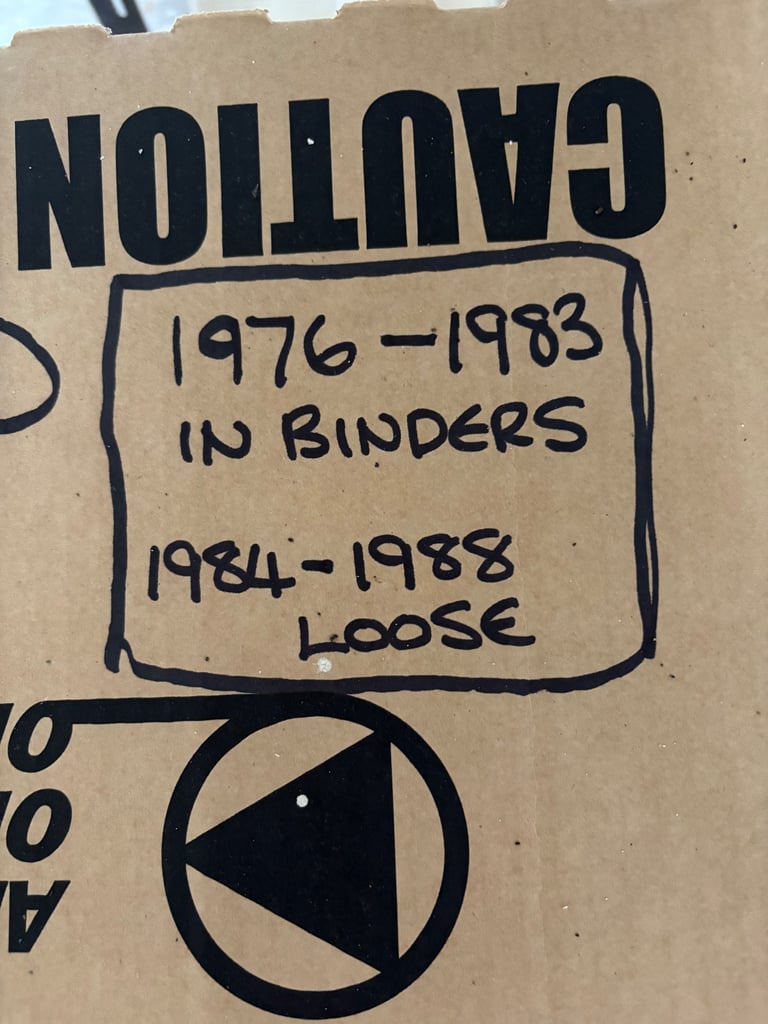 CAUTION
1976-1983
IN BINDERS
1984-1988
LOOSE